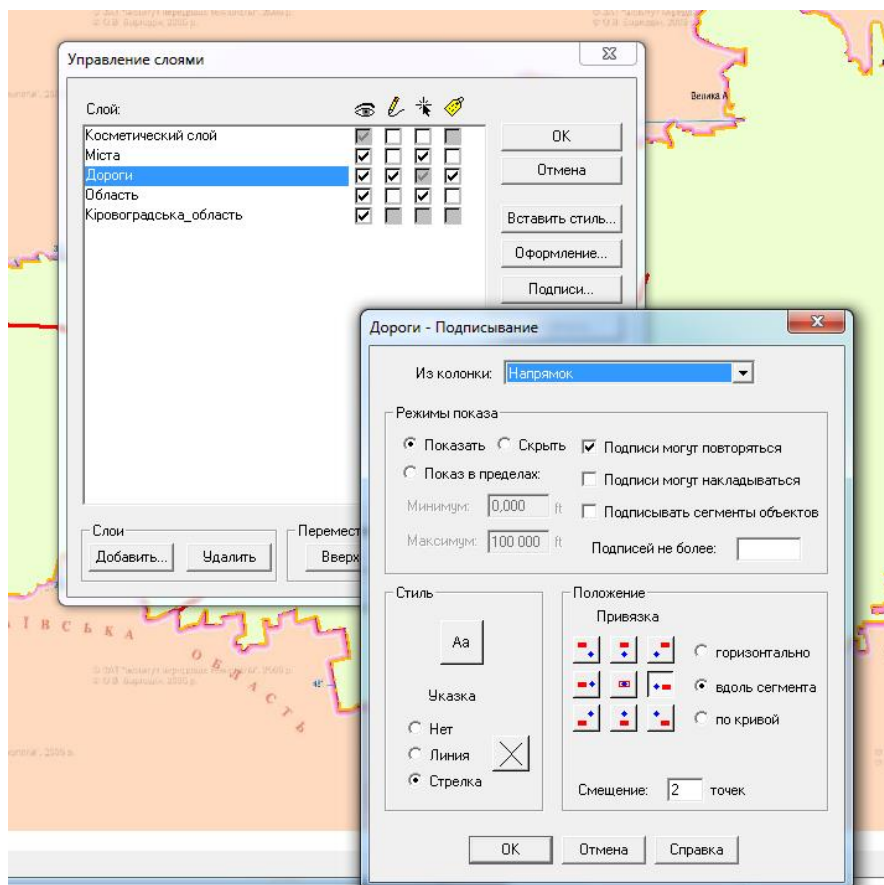 Управление слоями
Слой:
Косметический слой
Міста
Дороги
Область
Кіровоградська_область
OK
Отмена
Вставить стиль...
Оформление...
Подписи...
Слои
Добавить...
Удалить
Перемест
Вверх
Дороги - Подписывание
Из колонки:
Напрямок
Режимы показа
Показать
Скрыть
Подписи могут повторяться
Показ в пределах:
Подписи могут накладываться
Минимум:
0,000
ft
Подписывать сегменты объектов
Максимум:
100 000
ft
Подписей не более:
Стиль
Aa
Указка
Нет
Линия
Стрелка
Положение
Привязка
горизонтально
вдоль сегмента
по кривой
Смещение:
2
точек
OK
Отмена
Справка
Велика
ОБЛАСТЬ